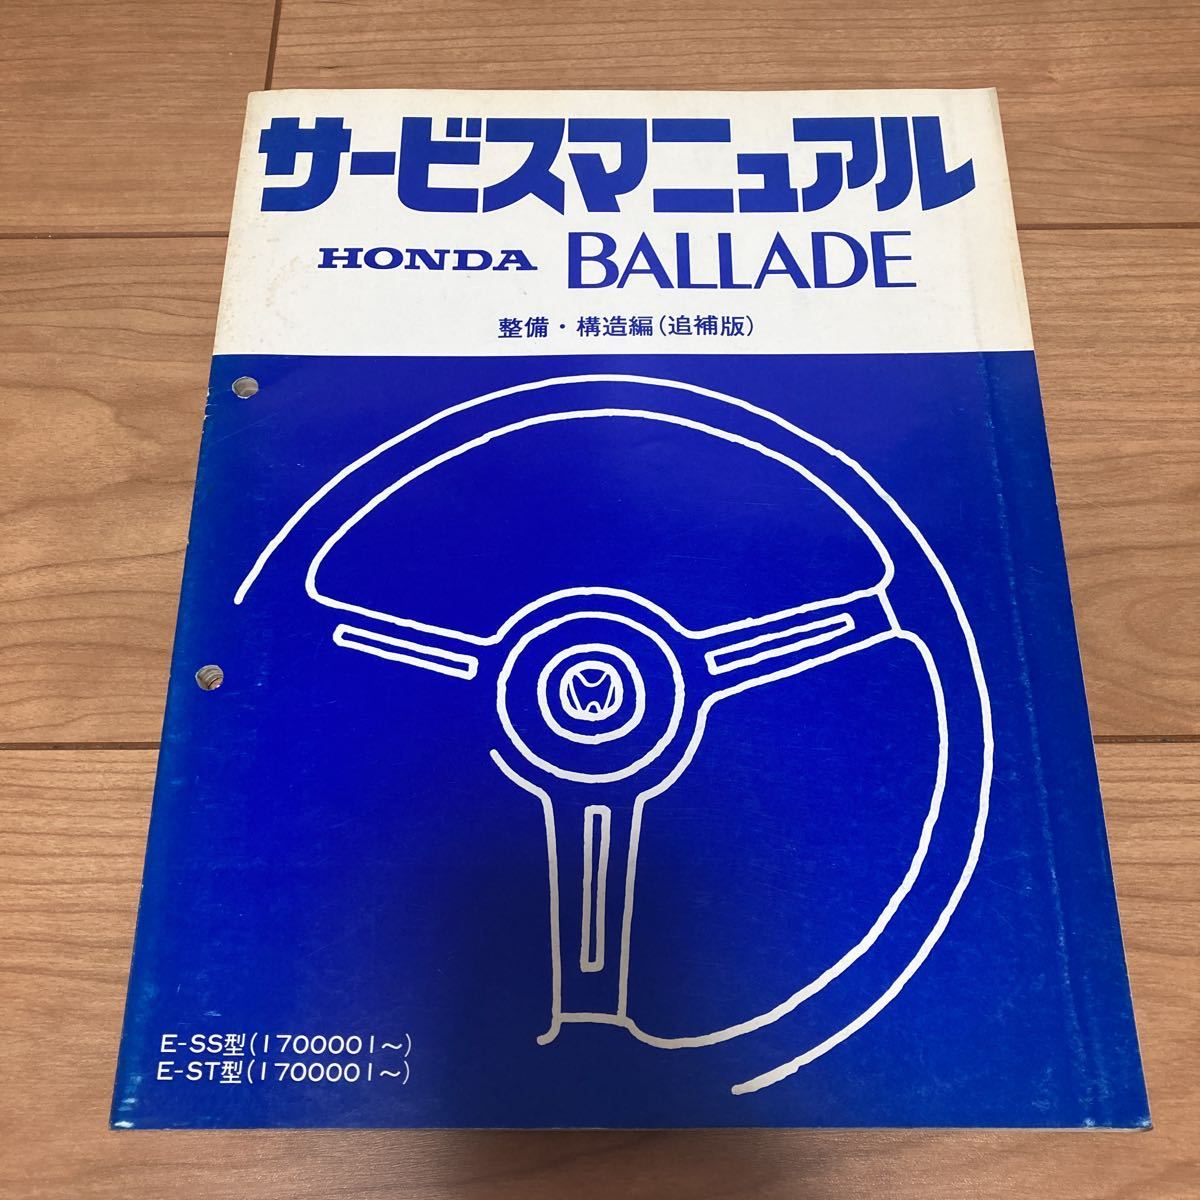 サービスマニュアル
HONDA BALLADE
整備・構造編(追補版)
E-SS型(1700001〜)
E-ST型(1700001〜)